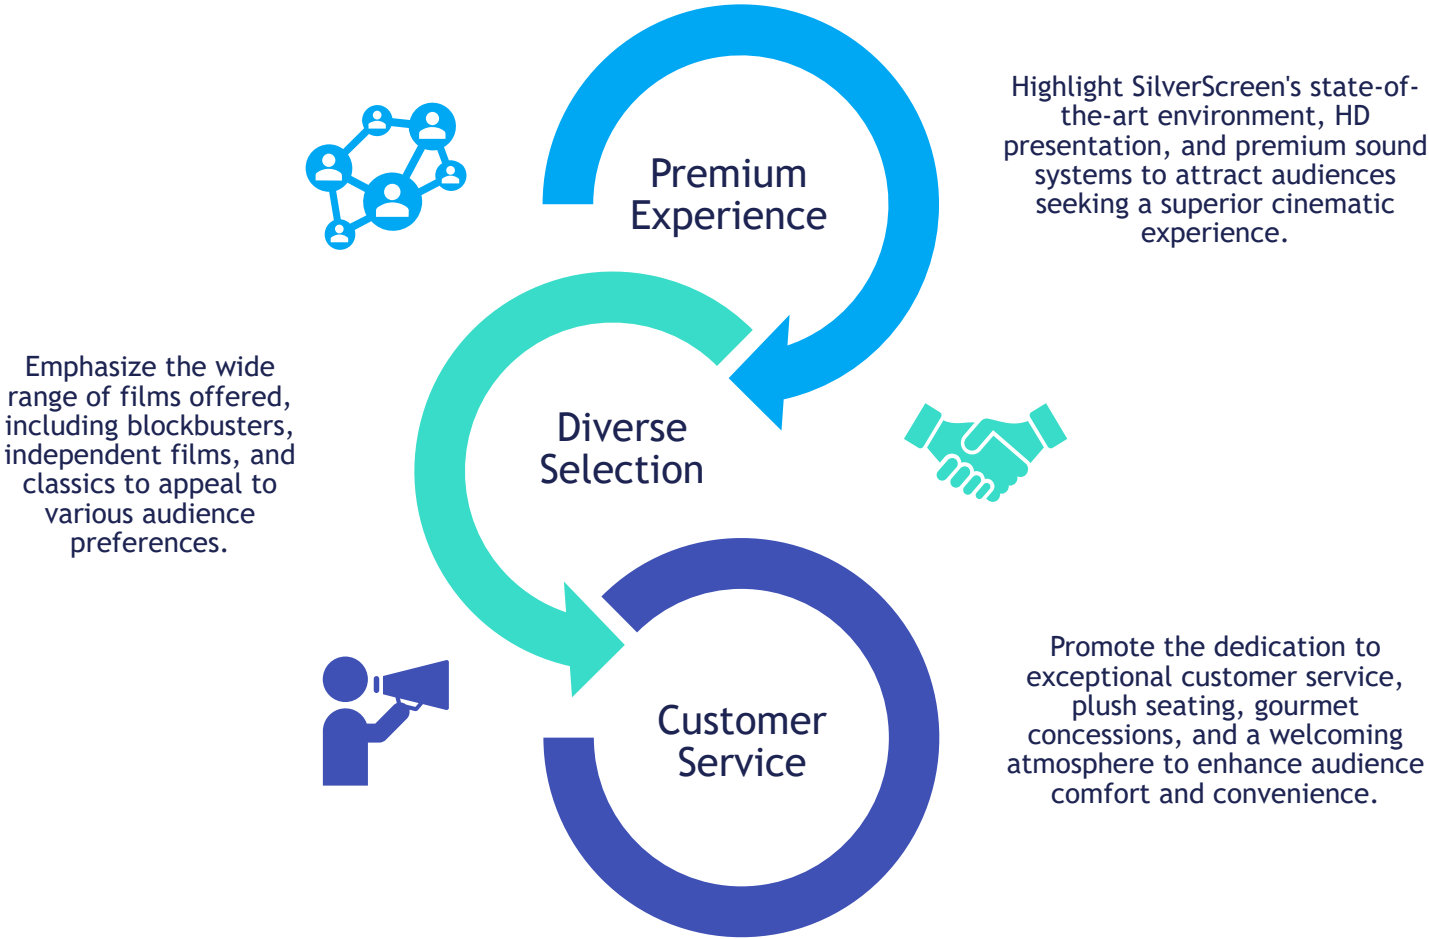 Premium
Experience
Highlight SilverScreen's state-of-
the-art environment, HD
presentation, and premium sound
systems to attract audiences
seeking a superior cinematic
experience.
Emphasize the wide
range of films offered,
including blockbusters,
independent films, and
classics to appeal to
various audience
preferences.
Diverse
Selection
Customer
Service
Promote the dedication to
exceptional customer service,
plush seating, gourmet
concessions, and a welcoming
atmosphere to enhance audience
comfort and convenience.